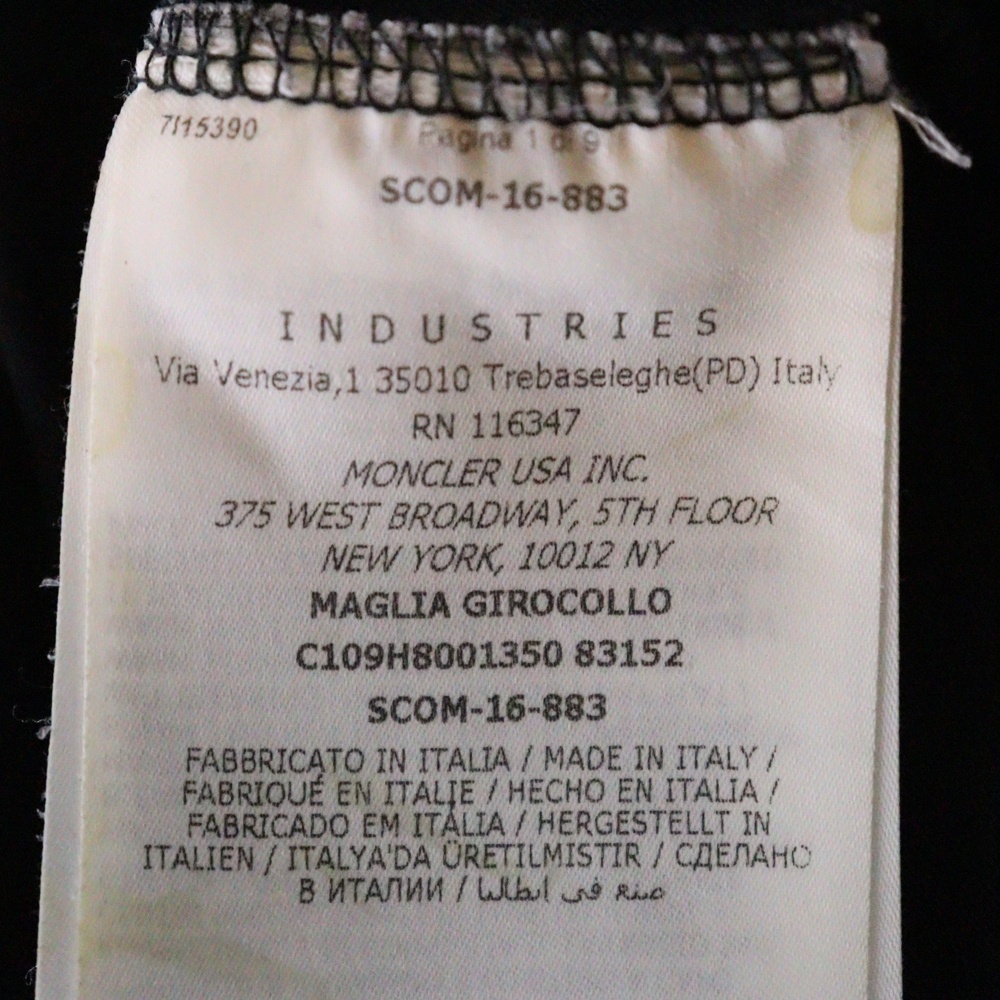 7I15390 Pagina 1 di 9
SCOM-16-883
INDUSTRIES
Via Venezia,1 35010 Trebaseleghe(PD) Italy
RN 116347
MONCLER USA INC.
375 WEST BROADWAY, 5TH FLOOR
NEW YORK, 10012 NY
MAGLIA GIROCOLLO
C109H8001350 83152
SCOM-16-883
FABBRICATO IN ITALIA / MADE IN ITALY /
FABRIQUÉ EN ITALIE / HECHO EN ITALIA /
FABRICADO EM ITÁLIA / HERGESTELLT IN
ITALIEN / ITALYA'DA ÜRETILMISTIR / СДЕЛАНО
В ИТАЛИИ / صنع في ايطاليا